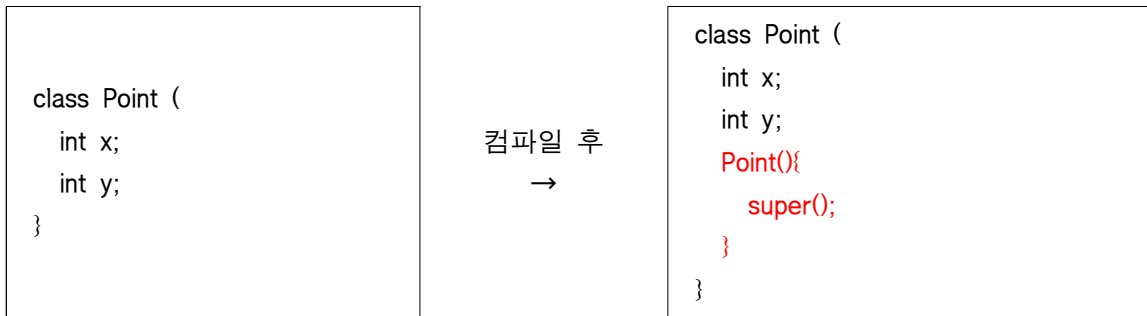 class Point (
int x;
int y;
}
컴파일 후
→
class Point (
int x;
int y;
Point(){
super();
}
}